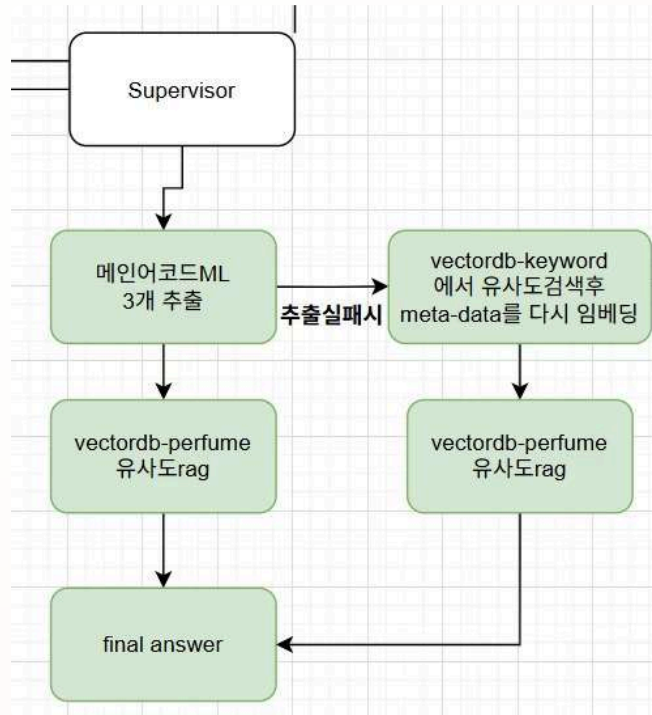 Supervisor
메인어코드ML
3개 추출
추출실패시
vectordb-keyword
에서 유사도검색후
meta-data를 다시 임베딩
vectordb-perfume
유사도rag
vectordb-perfume
유사도rag
final answer